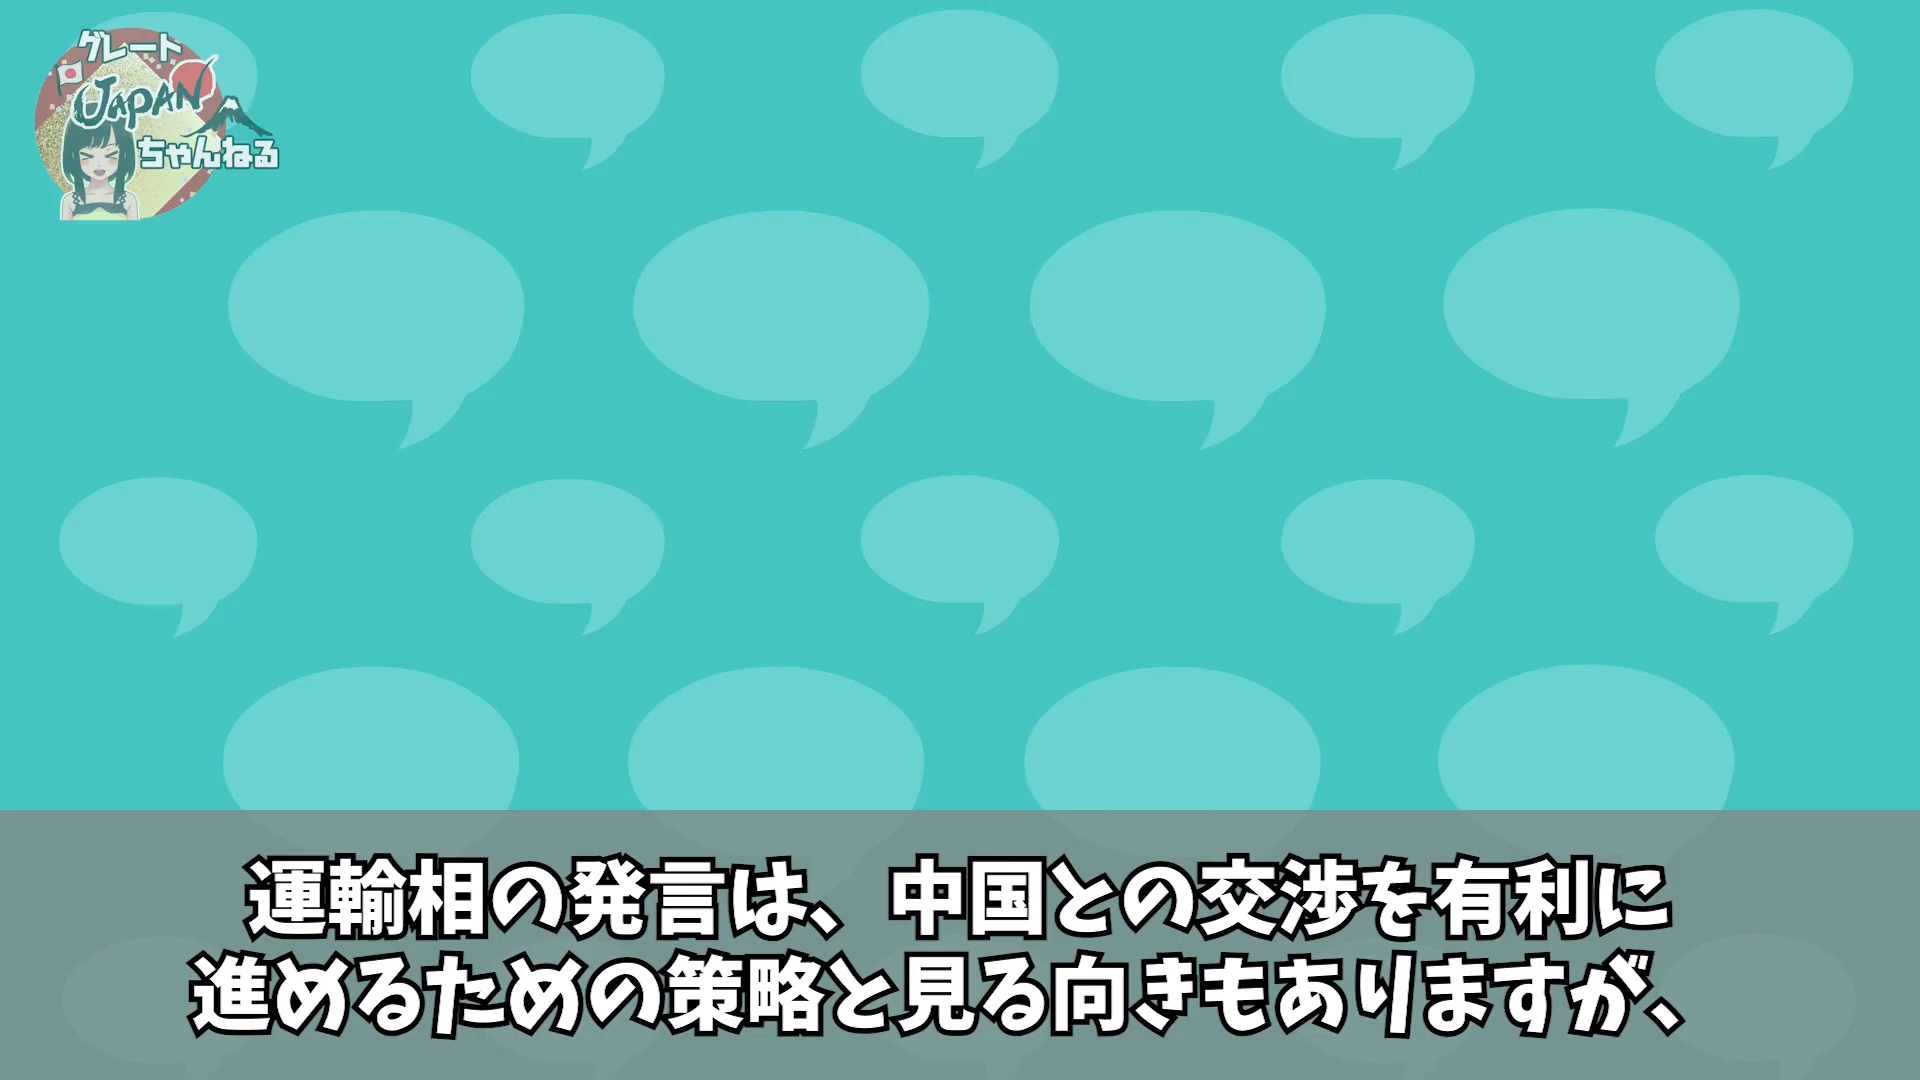 グレート
JAPAN
ちゃんねる
運輸相の発言は、中国との交渉を有利に
進めるための策略と見る向きもありますが、